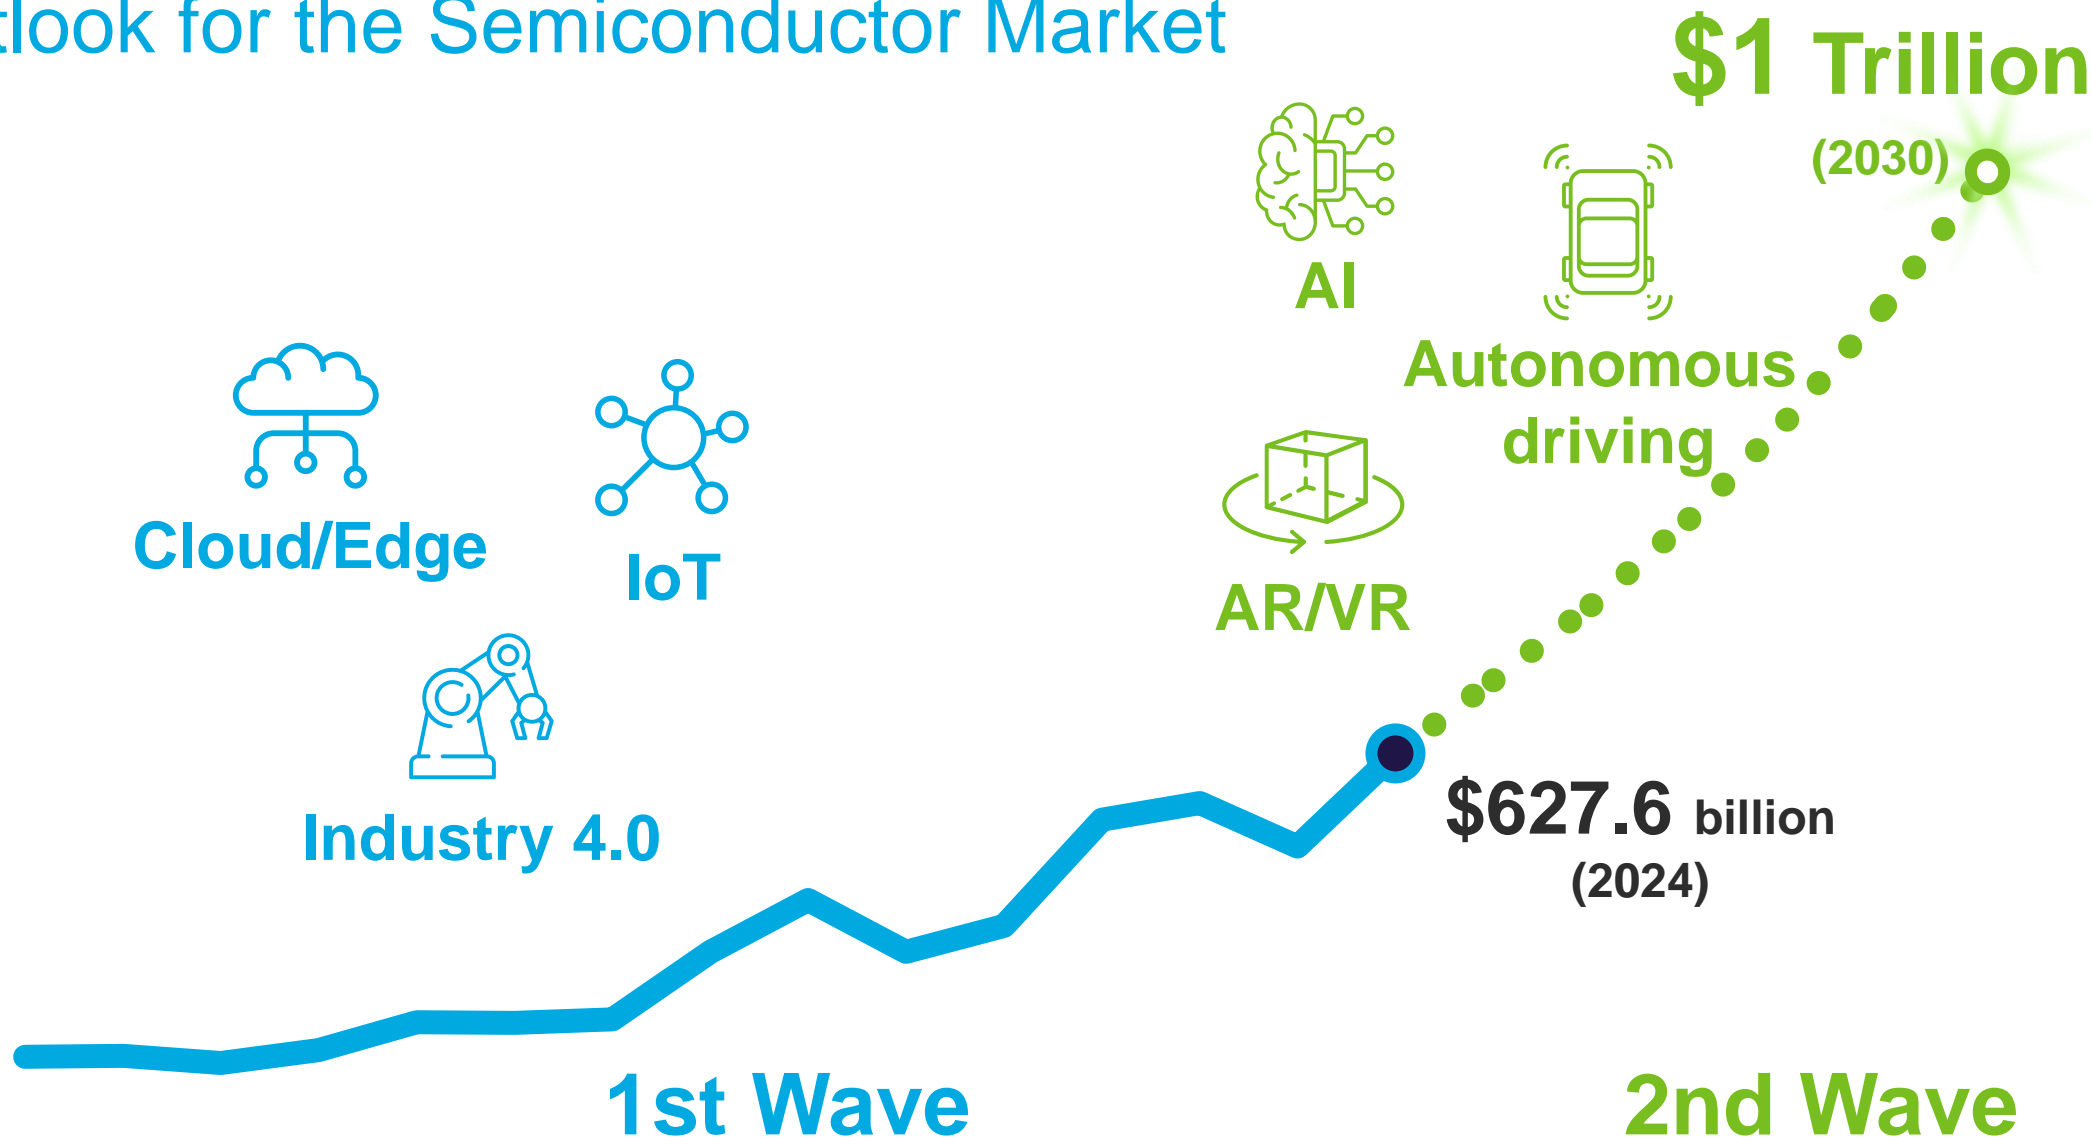 look for the Semiconductor Market
$1 Trillion
(2030)
AI
Autonomous
driving
Cloud/Edge
IoT
AR/VR
Industry 4.0
$627.6 billion
(2024)
1st Wave
2nd Wave